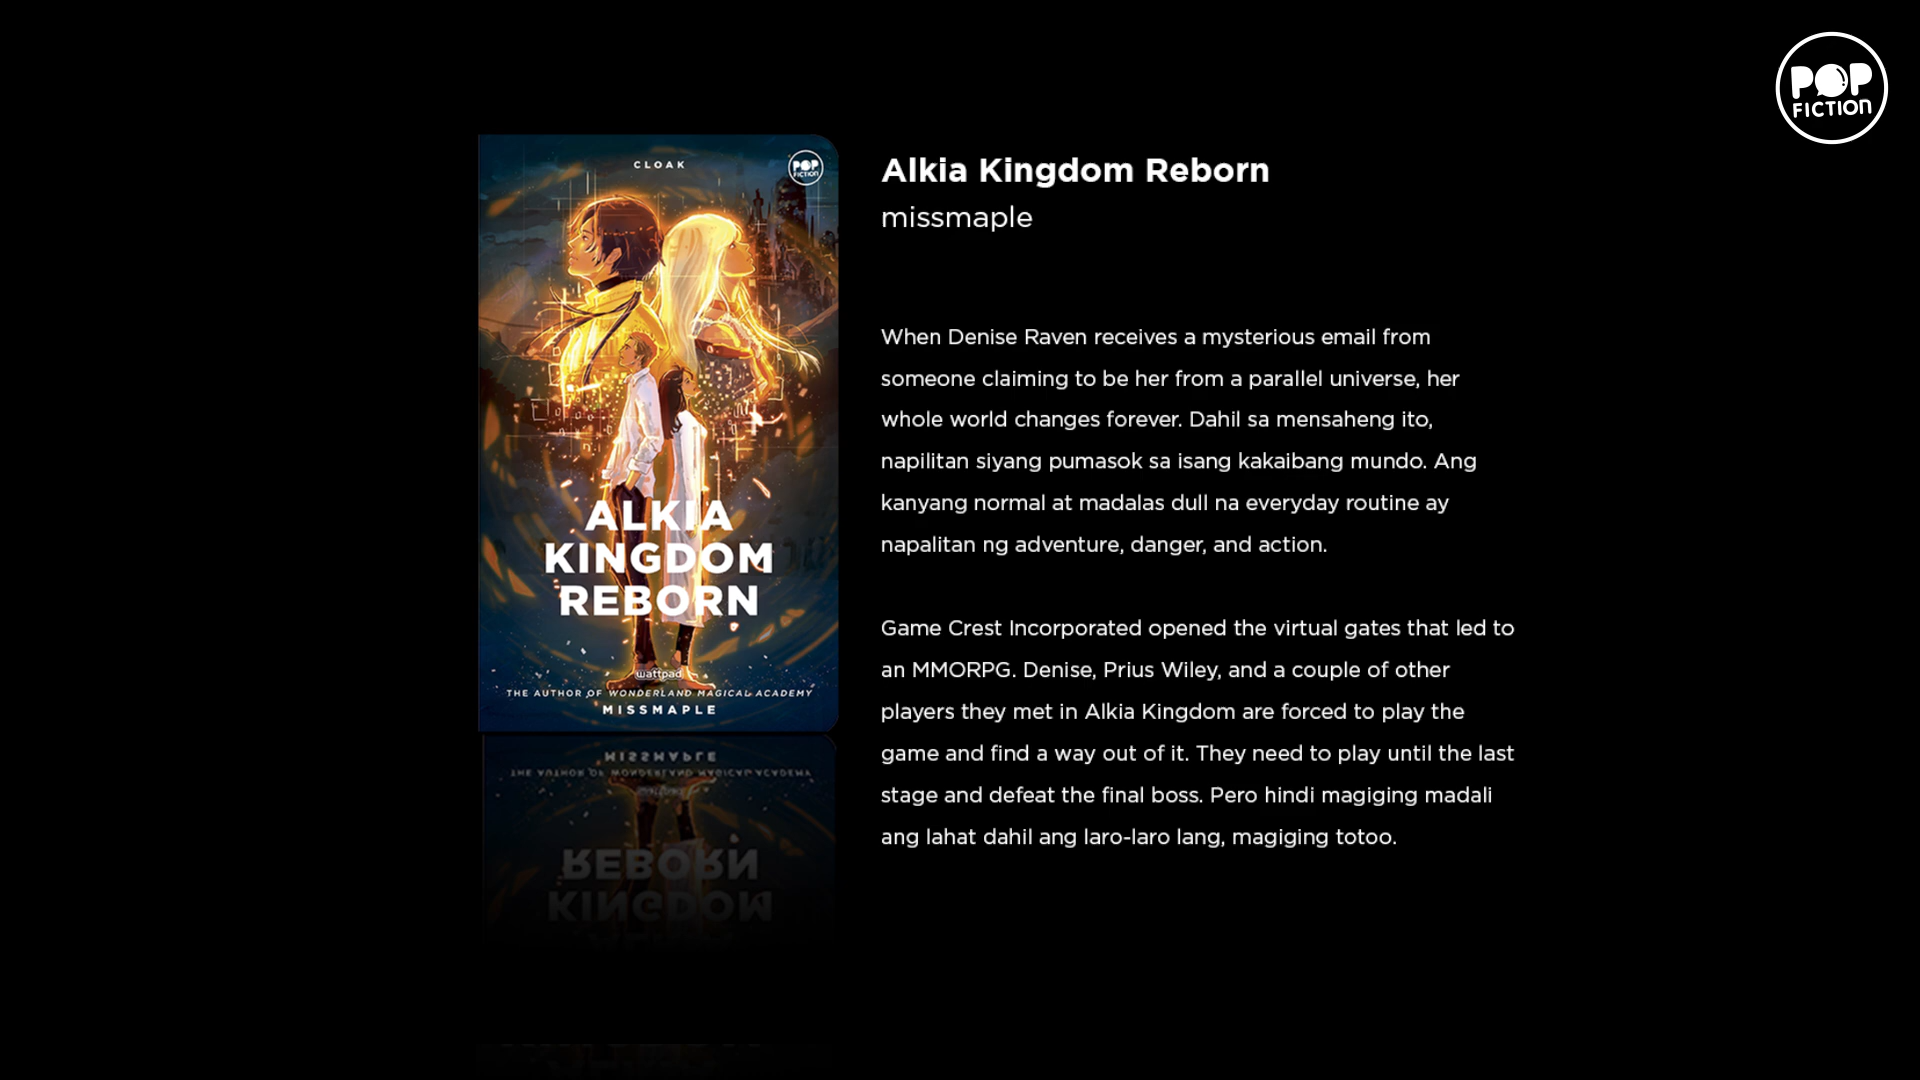 POP
FICTION
CLOAK
POP
FICTION
ALKIA
KINGDOM
REBORN
wattpad
THE AUTHOR OF WONDERLAND MAGICAL ACADEMY
MISSMAPLE
Alkia Kingdom Reborn
missmaple
When Denise Raven receives a mysterious email from
someone claiming to be her from a parallel universe, her
whole world changes forever. Dahil sa mensaheng ito,
napilitan siyang pumasok sa isang kakaibang mundo. Ang
kanyang normal at madalas dull na everyday routine ay
napalitan ng adventure, danger, and action.
Game Crest Incorporated opened the virtual gates that led to
an MMORPG. Denise, Prius Wiley, and a couple of other
players they met in Alkia Kingdom are forced to play the
game and find a way out of it. They need to play until the last
stage and defeat the final boss. Pero hindi magiging madali
ang lahat dahil ang laro-laro lang, magiging totoo.